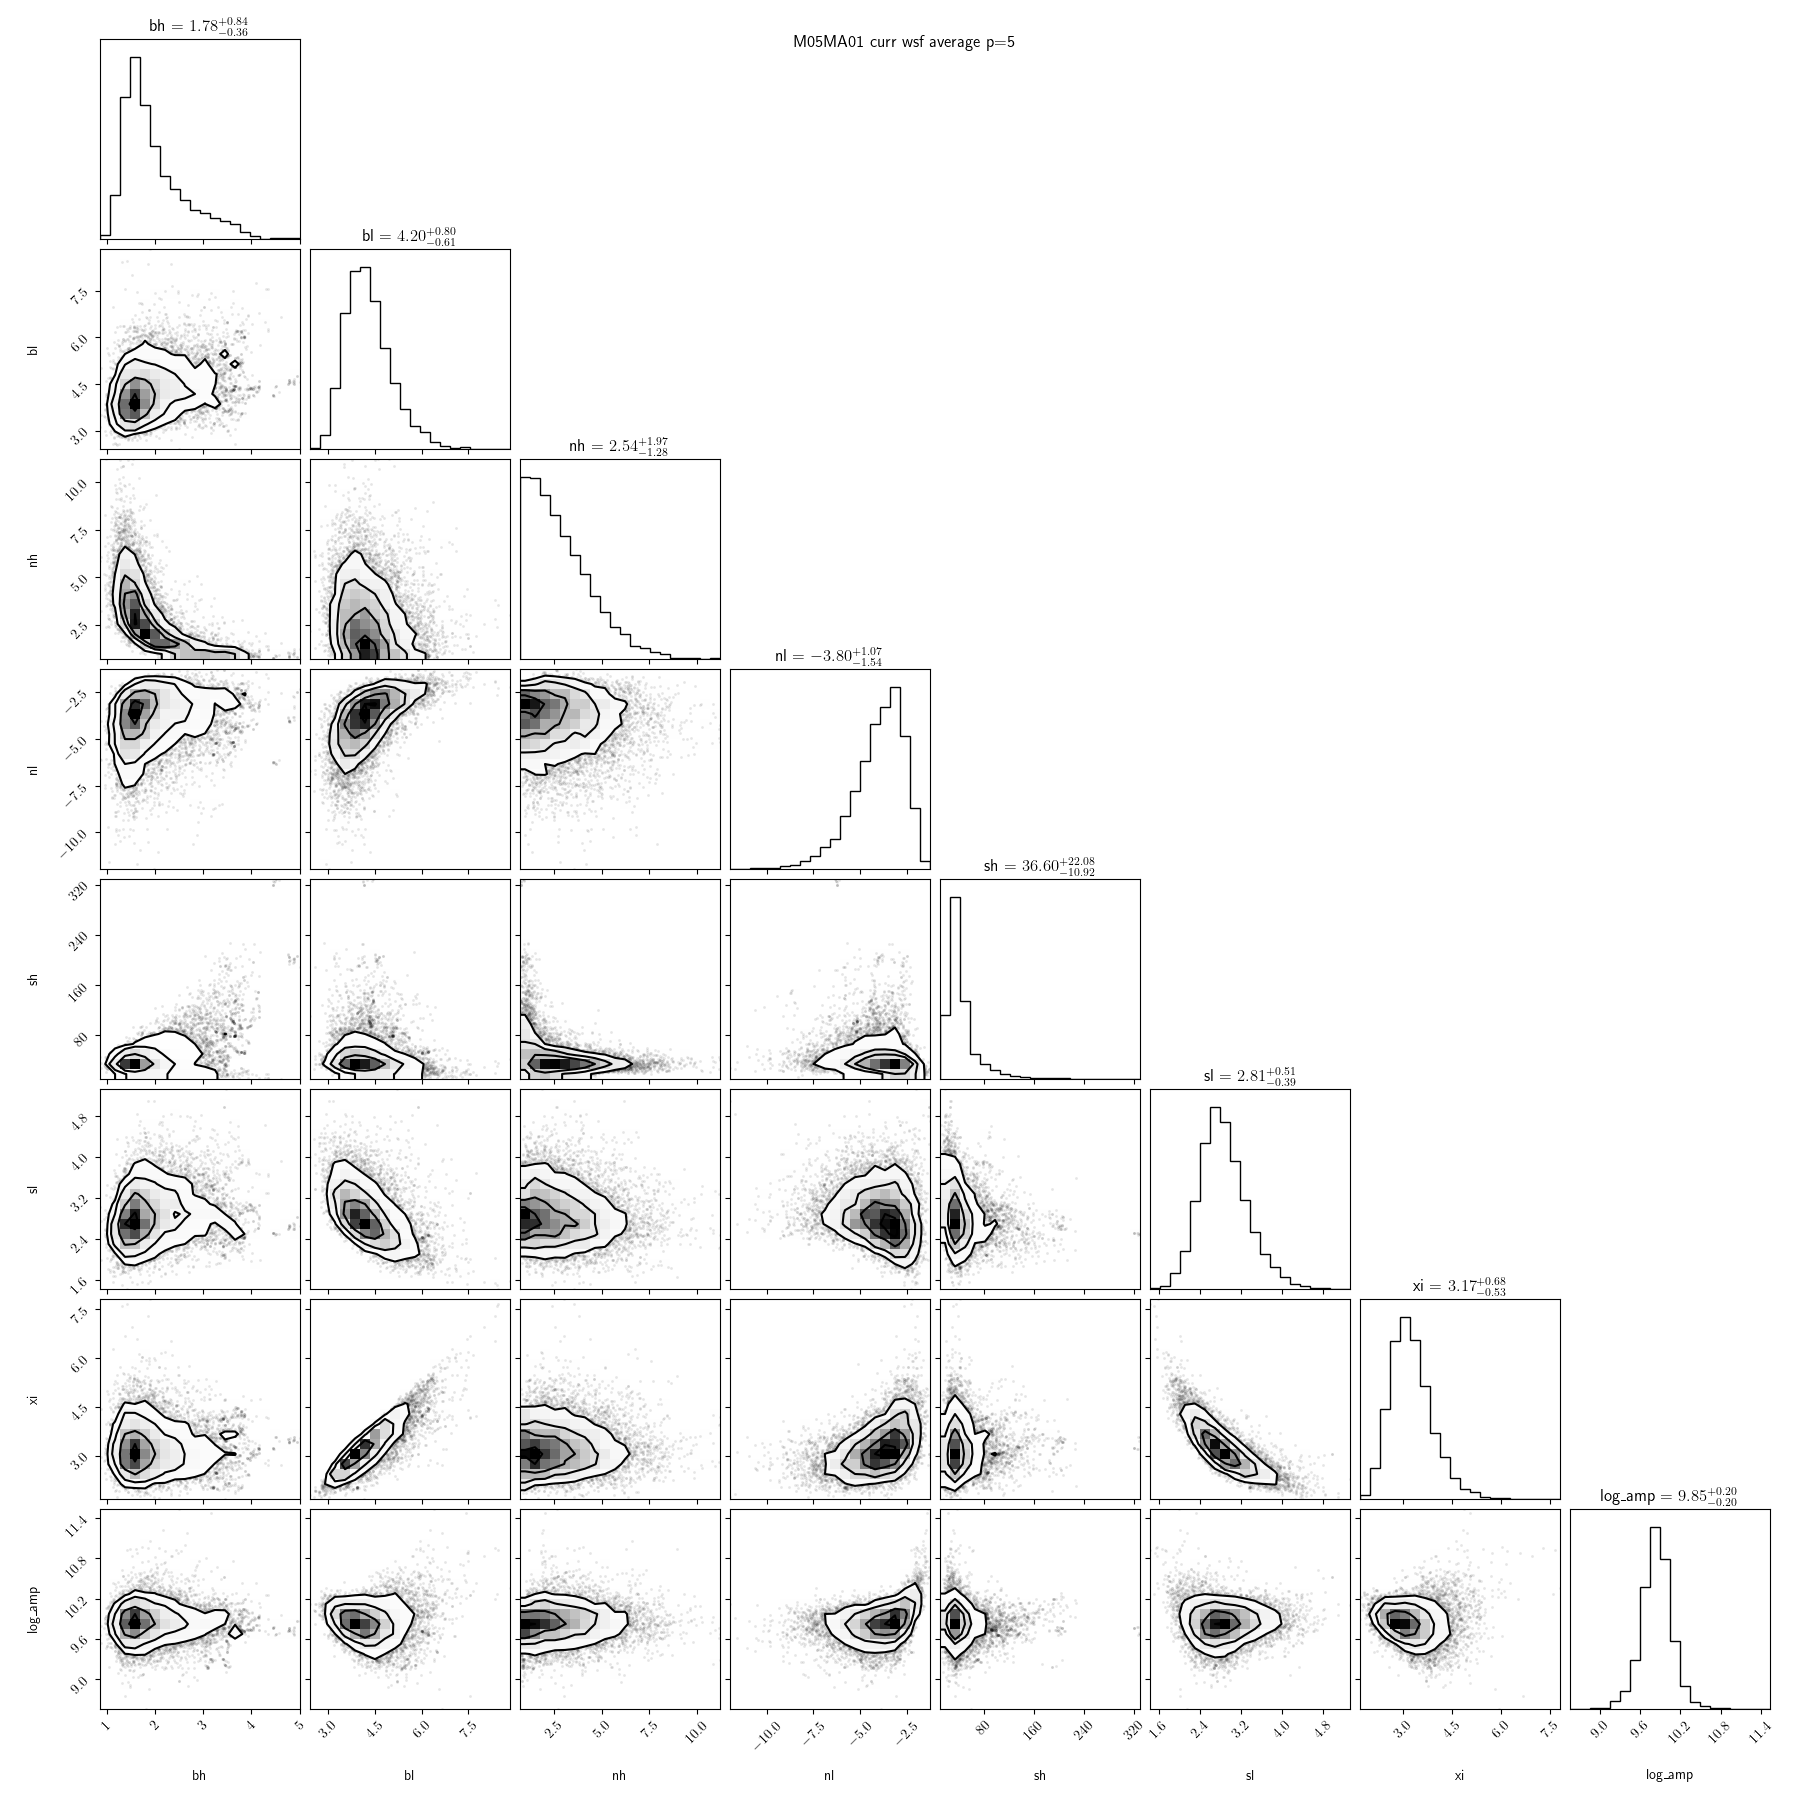 M05MA01 curr wsf average p=5
bh = 1.78+0.84−0.36
bl = 4.20+0.80−0.61
bl
7.5
6.0
4.5
3.0
nh = 2.54+1.97−1.28
nh
10.0
7.5
5.0
2.5
nl = −3.80+1.07−1.54
nl
−2.5
−5.0
−7.5
−10.0
sh = 36.60+22.08−10.92
sh
320
240
160
80
sl = 2.81+0.51−0.39
sl
4.8
4.0
3.2
2.4
1.6
xi = 3.17+0.68−0.53
xi
7.5
6.0
4.5
3.0
log_amp = 9.85+0.20−0.20
log_amp
11.4
10.8
10.2
9.6
9.0
1 2 3 4 5
3.0 4.5 6.0 7.5
2.5 5.0 7.5 10.0
−10.0 −7.5 −5.0 −2.5
80 160 240 320
1.6 2.4 3.2 4.0 4.8
3.0 4.5 6.0 7.5
9.0 9.6 10.2 10.8 11.4
bh bl nh nl sh sl xi log_amp